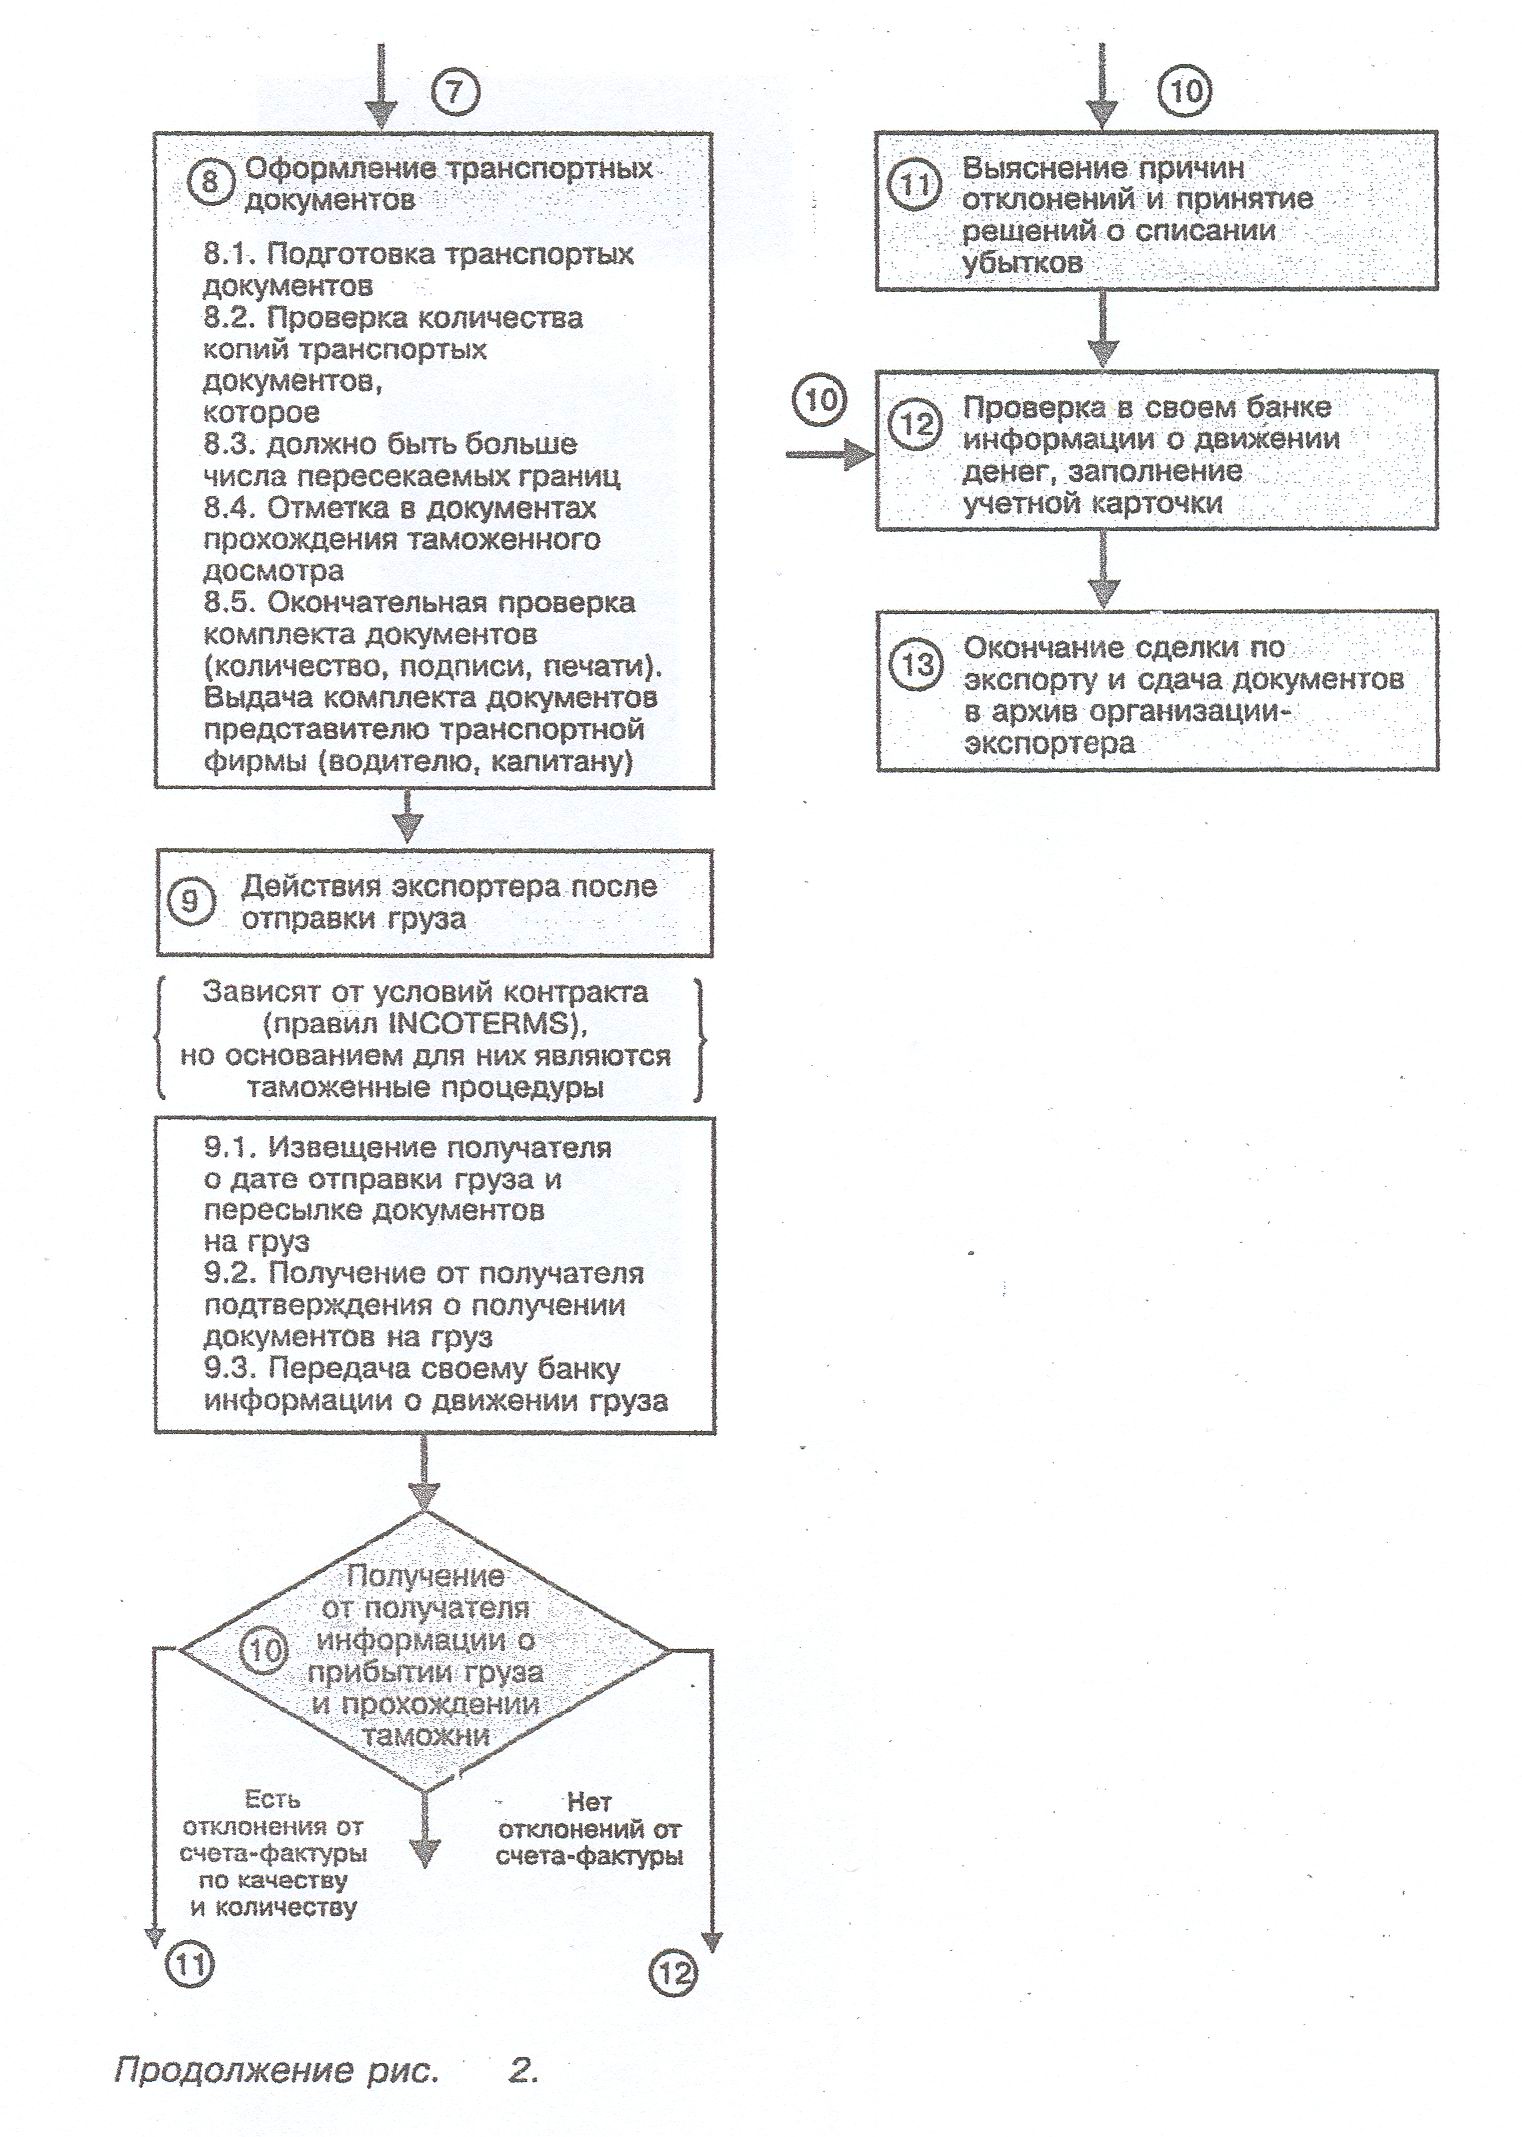 7
8
Оформление транспортных
документов
8.1. Подготовка транспортых
документов
8.2. Проверка количества
копий транспортых
документов,
которое
8.3. должно быть больше
числа пересекаемых границ
8.4. Отметка в документах
прохождения таможенного
досмотра
8.5. Окончательная проверка
комплекта документов
(количество, подписи, печати).
Выдача комплекта документов
представителю транспортной
фирмы (водителю, капитану)
9
Действия экспортера после
отправки груза
Зависят от условий контракта
(правил INCOTERMS),
но основанием для них являются
таможенные процедуры
9.1. Извещение получателя
о дате отправки груза и
пересылке документов
на груз
9.2. Получение от получателя
подтверждения о получении
документов на груз
9.3. Передача своему банку
информации о движении груза
10
Получение
от получателя
информации о
прибытии груза
и прохождении
таможни
Есть
отклонения от
счета-фактуры
по качеству
и количеству
11
Нет
отклонений от
счета-фактуры
12
10
11
Выяснение причин
отклонений и принятие
решений о списании
убытков
10
12
Проверка в своем банке
информации о движении
денег, заполнение
учетной карточки
13
Окончание сделки по
экспорту и сдача документов
в архив организации-
экспортера
Продолжение рис. 2.